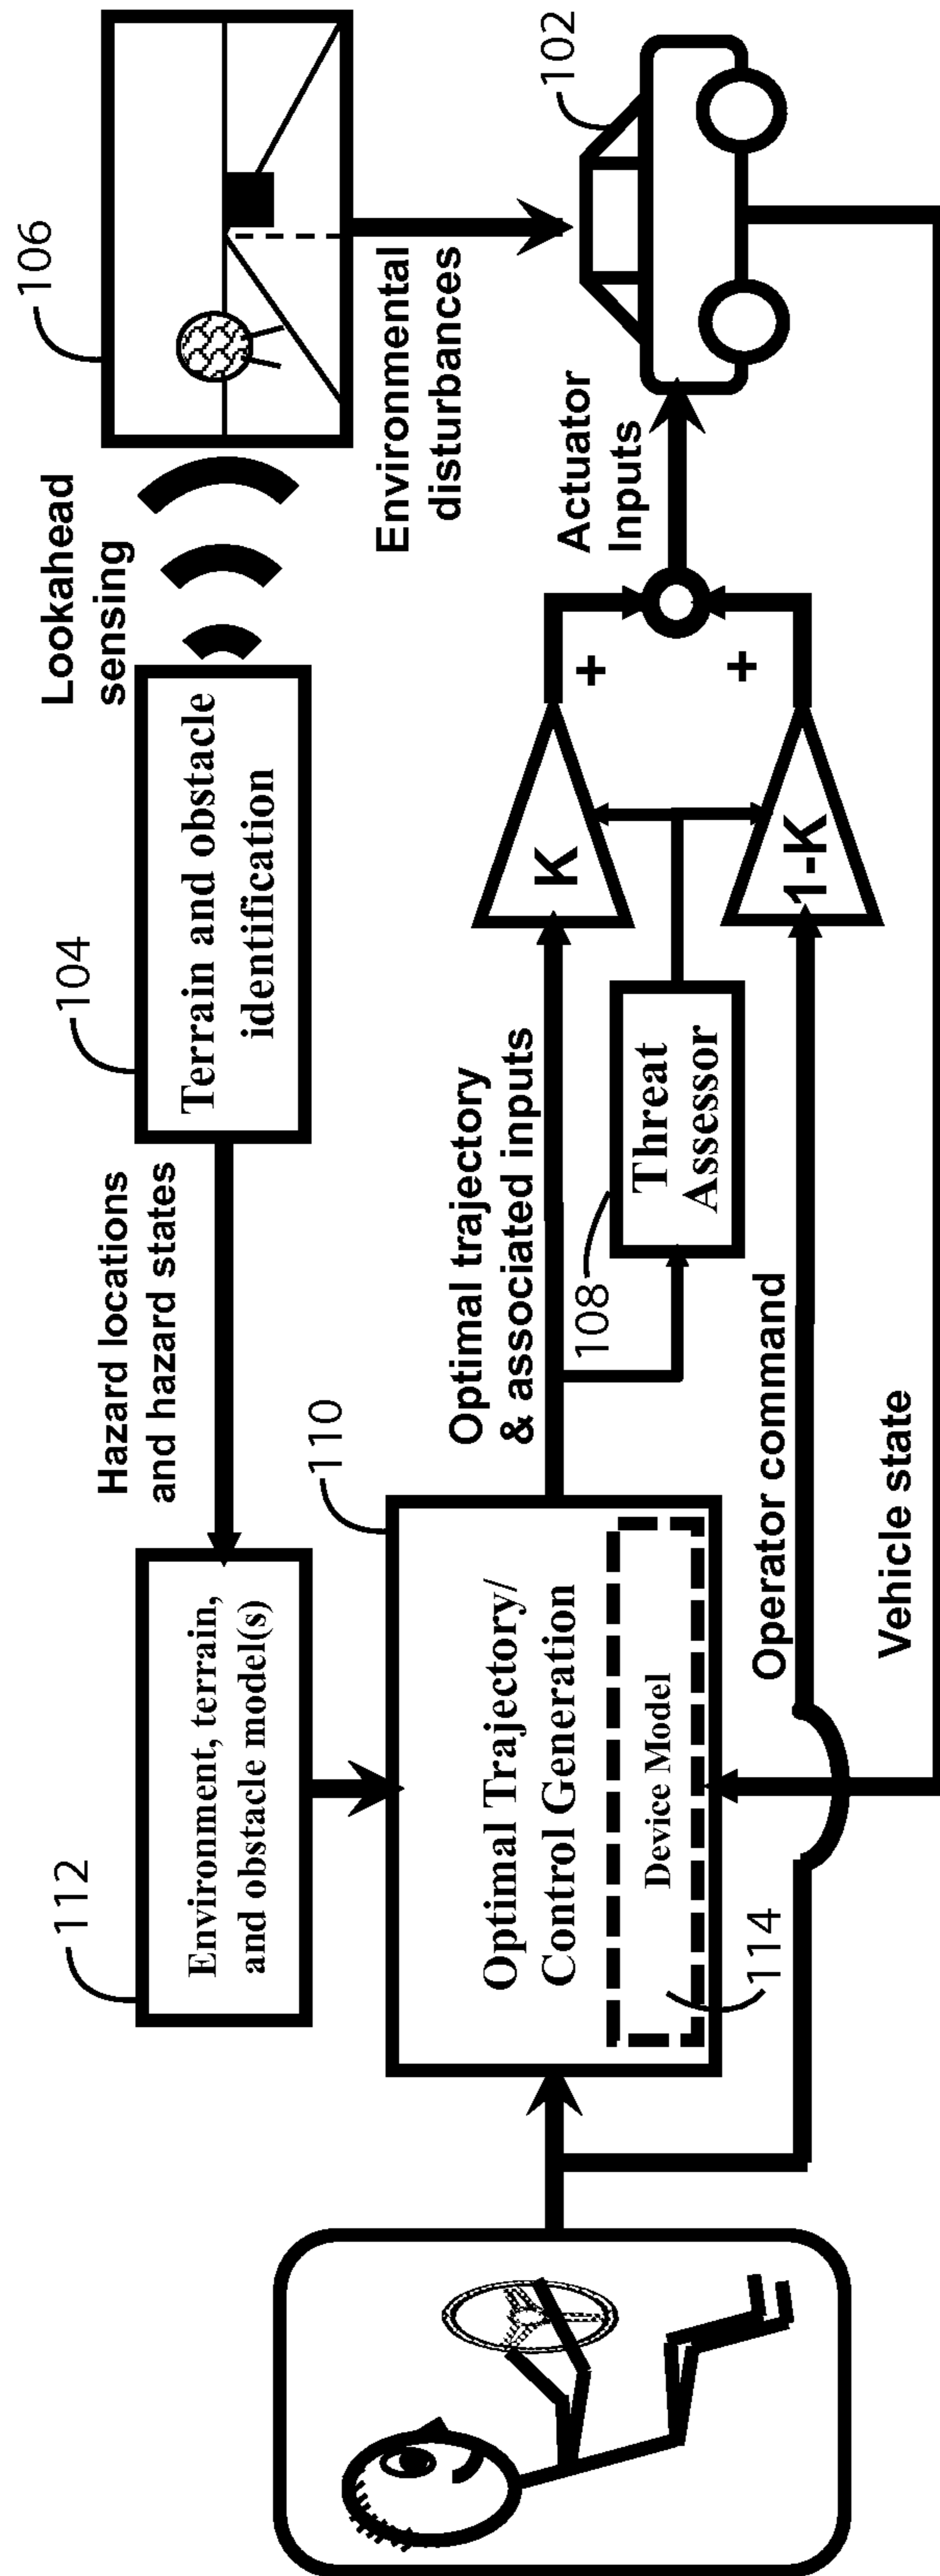 112
Environment, terrain,
and obstacle model(s)
Hazard locations
and hazard states
104
Terrain and obstacle
identification
Lookahead
sensing
106
Environmental
disturbances
110
Optimal Trajectory/
Control Generation
Device Model
114
Optimal trajectory
& associated inputs
108
Threat
Assessor
K
1-K
+
+
Actuator
Inputs
102
Operator command
Vehicle state